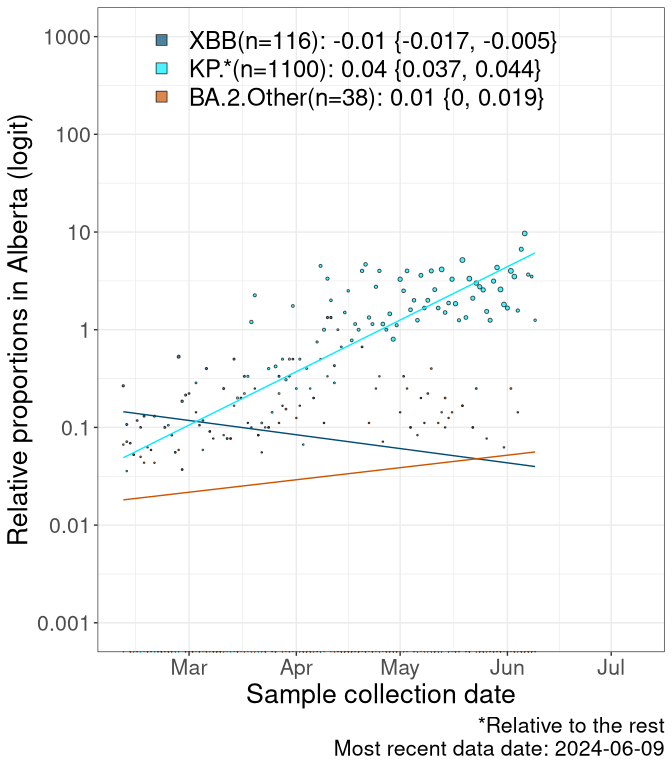 XBB(n=116): -0.01 {-0.017, -0.005}
KP.*(n=1100): 0.04 {0.037, 0.044}
BA.2.Other(n=38): 0.01 {0, 0.019}
Relative proportions in Alberta (logit)
1000
100
10
1
0.1
0.01
0.001
Mar Apr May Jun Jul
Sample collection date
*Relative to the rest
Most recent data date: 2024-06-09